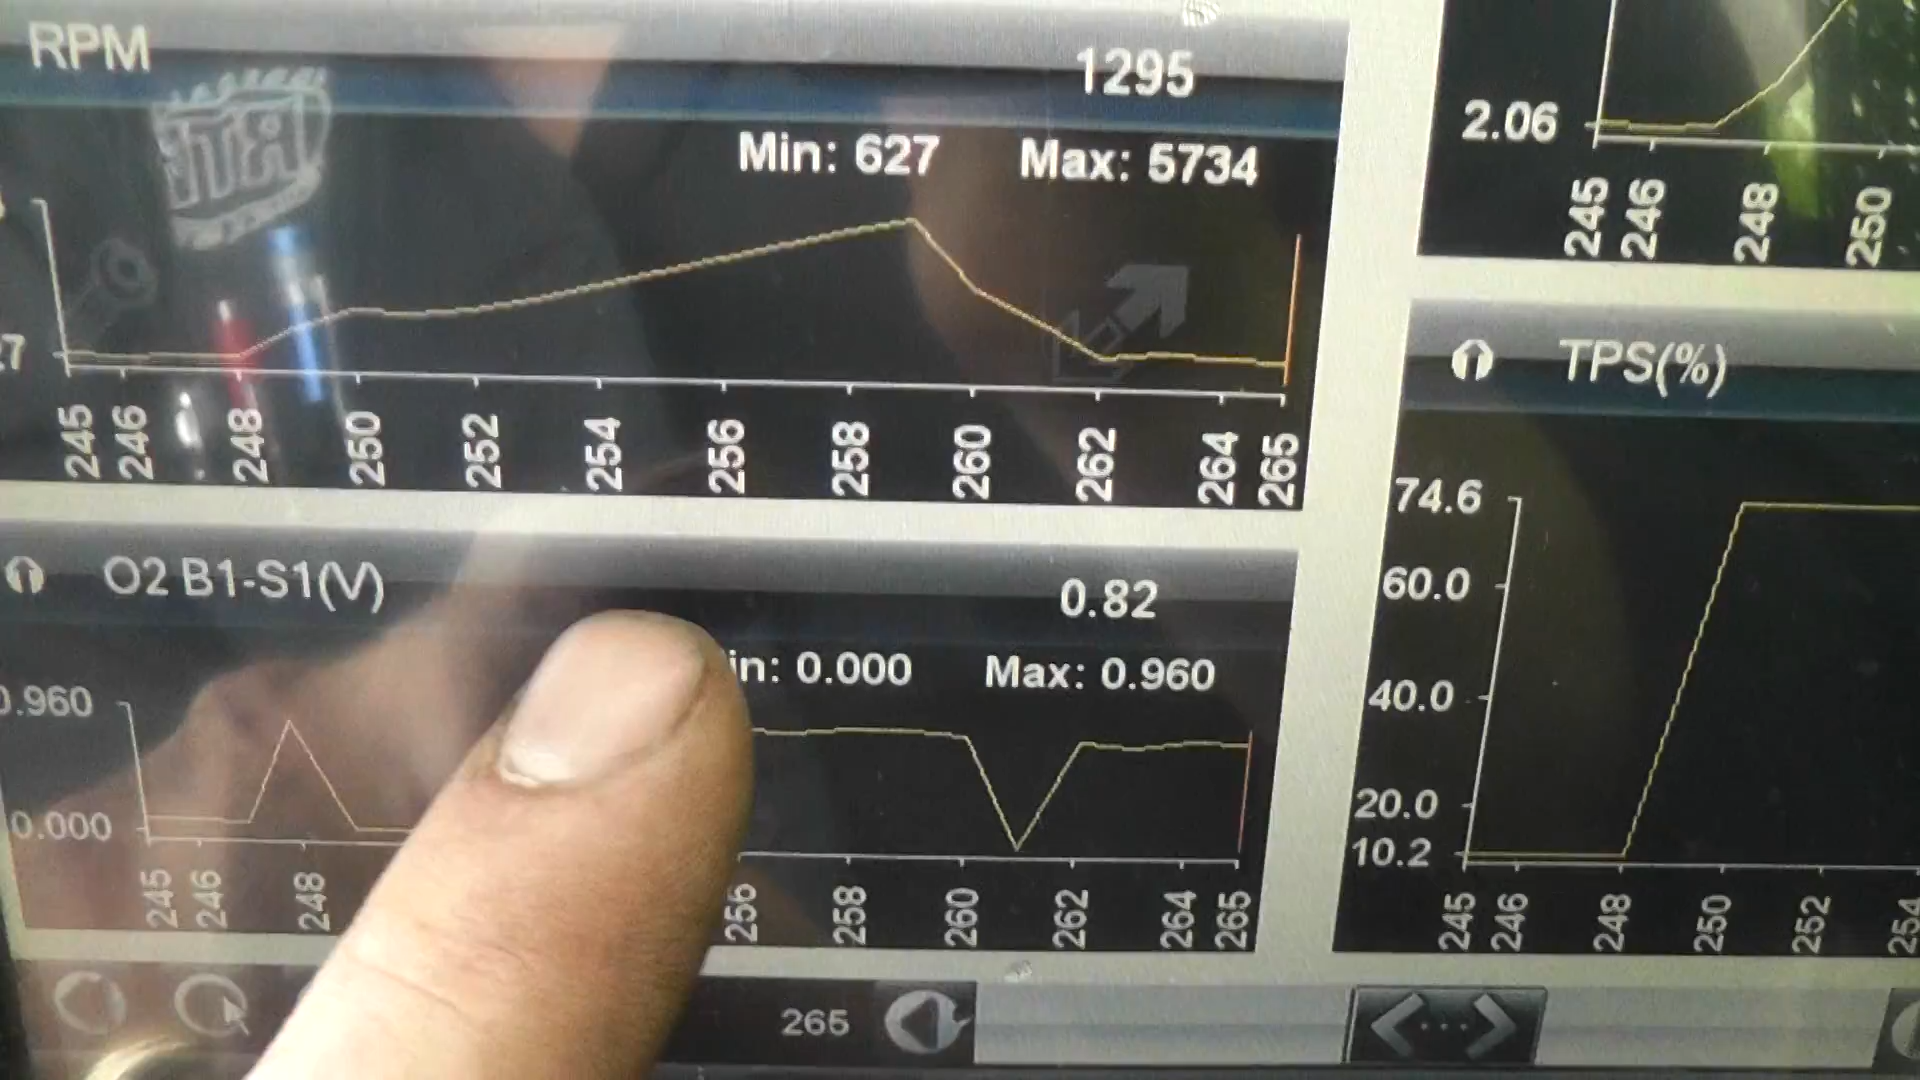 RPM
1295
Min: 627 Max: 5734
245 246 248 250 252 254 256 258 260 262 264 265
2.06
245 246 248 250
O2 B1-S1(V)
0.82
in: 0.000 Max: 0.960
0.960
0.000
245 246 248 256 258 260 262 264 265
TPS(%)
74.6
60.0
40.0
20.0
10.2
245 246 248 250 252 254
265